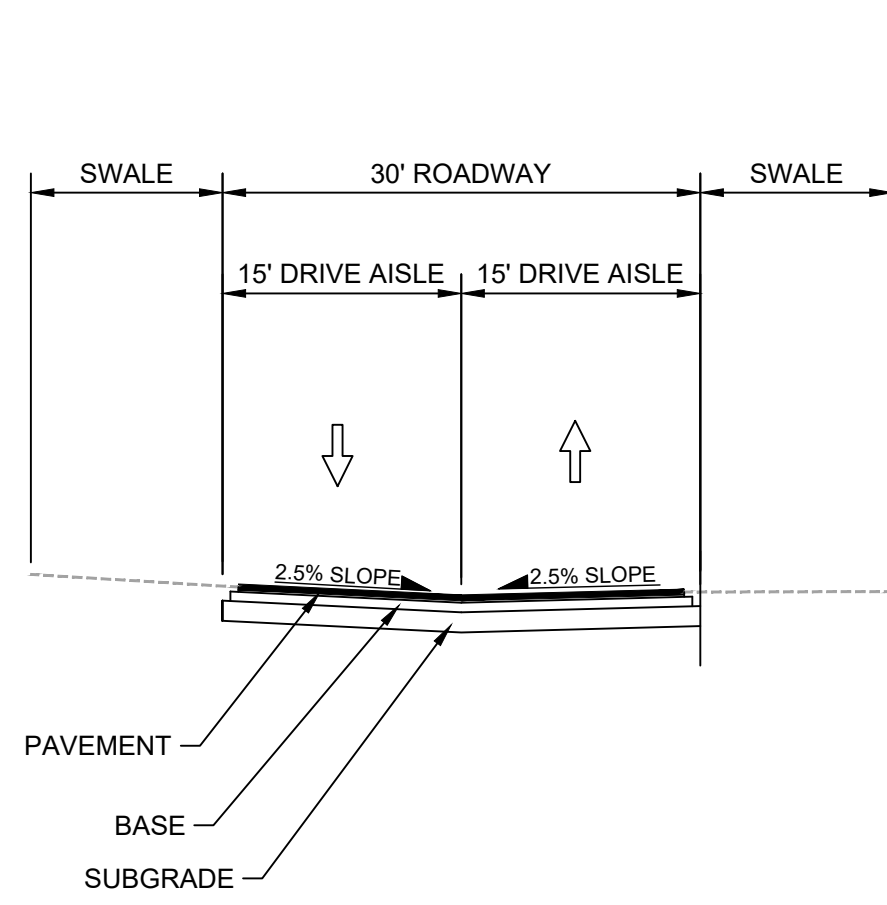 SWALE
30' ROADWAY
SWALE
15' DRIVE AISLE
15' DRIVE AISLE
2.5% SLOPE
2.5% SLOPE
PAVEMENT
BASE
SUBGRADE